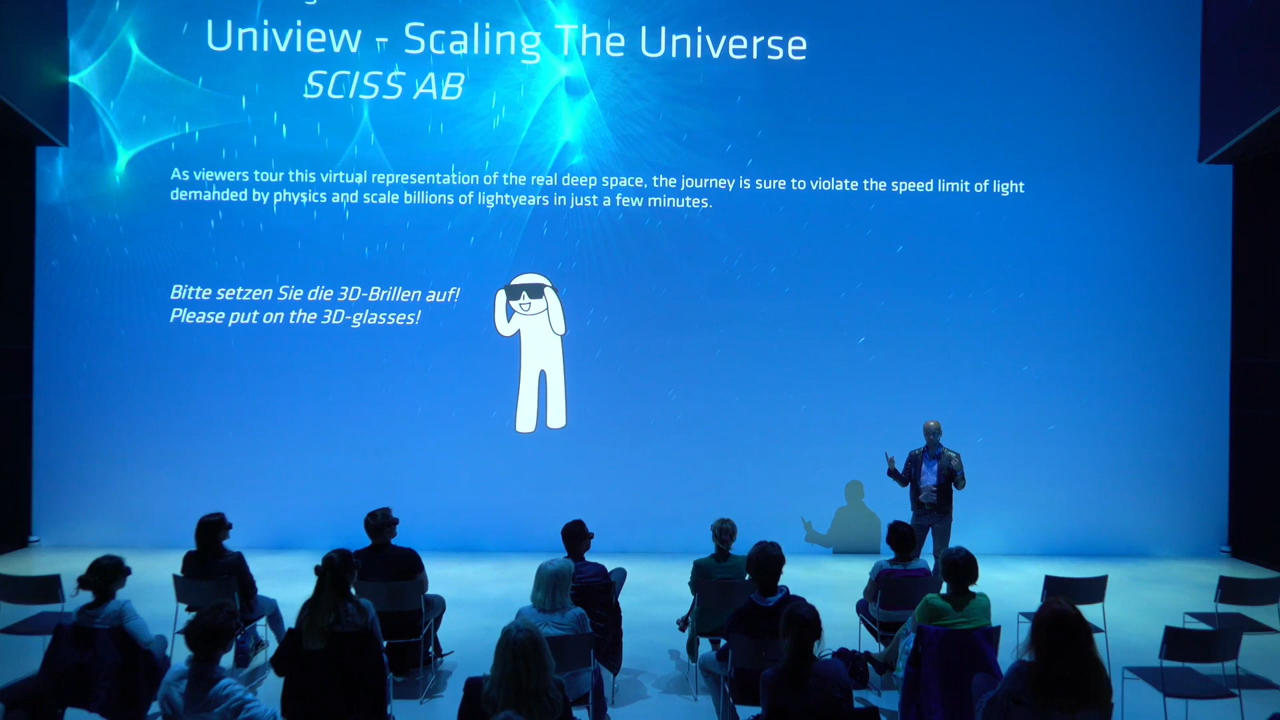 Uniview - Scaling The Universe
SCISS AB
As viewers tour this virtual representation of the real deep space, the journey is sure to violate the speed limit of light
demanded by physics and scale billions of lightyears in just a few minutes.
Bitte setzen Sie die 3D-Brillen auf!
Please put on the 3D-glasses!